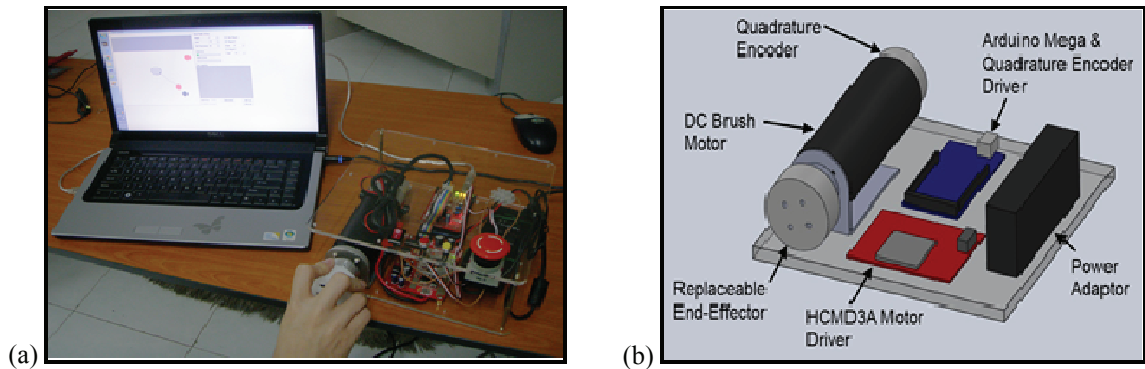 (a)
(b)
Quadrature
Encoder
Arduino Mega &
Quadrature Encoder
Driver
DC Brush
Motor
Replaceable
End-Effector
HCMD3A Motor
Driver
Power
Adaptor